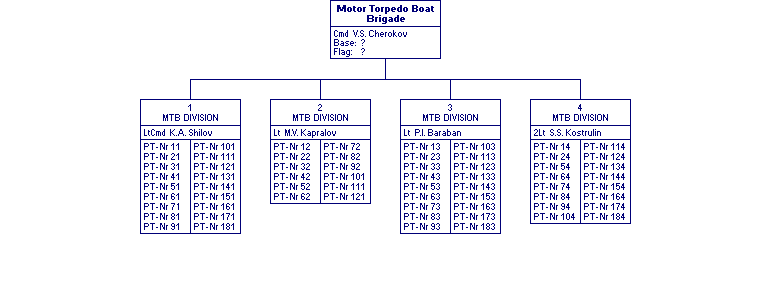 Motor Torpedo Boat
Brigade
Cmd V.S. Cherokov
Base: ?
Flag: ?
1
MTB DIVISION
LtCmd K.A. Shilov
PT-Nr 11 PT-Nr 101
PT-Nr 21 PT-Nr 111
PT-Nr 31 PT-Nr 121
PT-Nr 41 PT-Nr 131
PT-Nr 51 PT-Nr 141
PT-Nr 61 PT-Nr 151
PT-Nr 71 PT-Nr 161
PT-Nr 81 PT-Nr 171
PT-Nr 91 PT-Nr 181
2
MTB DIVISION
Lt M.V. Kapralov
PT-Nr 12 PT-Nr 72
PT-Nr 22 PT-Nr 82
PT-Nr 32 PT-Nr 92
PT-Nr 42 PT-Nr 101
PT-Nr 52 PT-Nr 111
PT-Nr 62 PT-Nr 121
3
MTB DIVISION
Lt P.I. Baraban
PT-Nr 13 PT-Nr 103
PT-Nr 23 PT-Nr 113
PT-Nr 33 PT-Nr 123
PT-Nr 43 PT-Nr 133
PT-Nr 53 PT-Nr 143
PT-Nr 63 PT-Nr 153
PT-Nr 73 PT-Nr 163
PT-Nr 83 PT-Nr 173
PT-Nr 93 PT-Nr 183
4
MTB DIVISION
2Lt S.S. Kostrulin
PT-Nr 14 PT-Nr 114
PT-Nr 24 PT-Nr 124
PT-Nr 54 PT-Nr 134
PT-Nr 64 PT-Nr 144
PT-Nr 74 PT-Nr 154
PT-Nr 84 PT-Nr 164
PT-Nr 94 PT-Nr 174
PT-Nr 104 PT-Nr 184